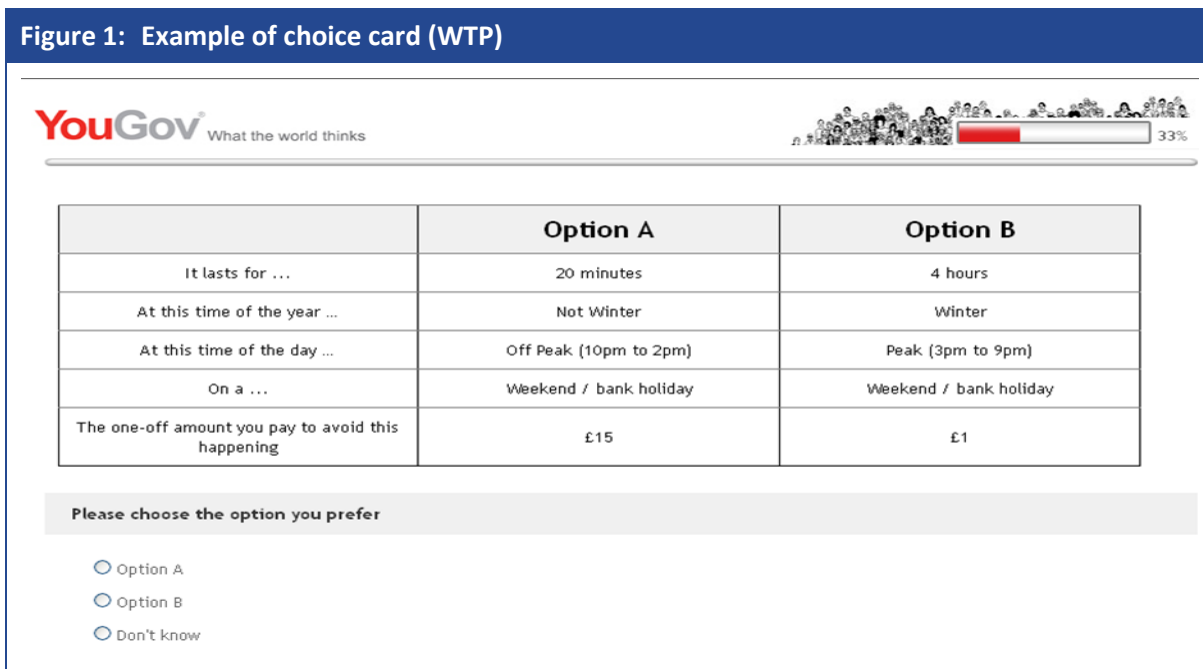 Figure 1: Example of choice card (WTP)
YouGov What the world thinks
33%
Option A Option B
It lasts for ... 20 minutes 4 hours
At this time of the year ... Not Winter Winter
At this time of the day ... Off Peak (10pm to 2pm) Peak (3pm to 9pm)
On a ... Weekend / bank holiday Weekend / bank holiday
The one-off amount you pay to avoid this
happening £15 £1
Please choose the option you prefer
Option A
Option B
Don't know